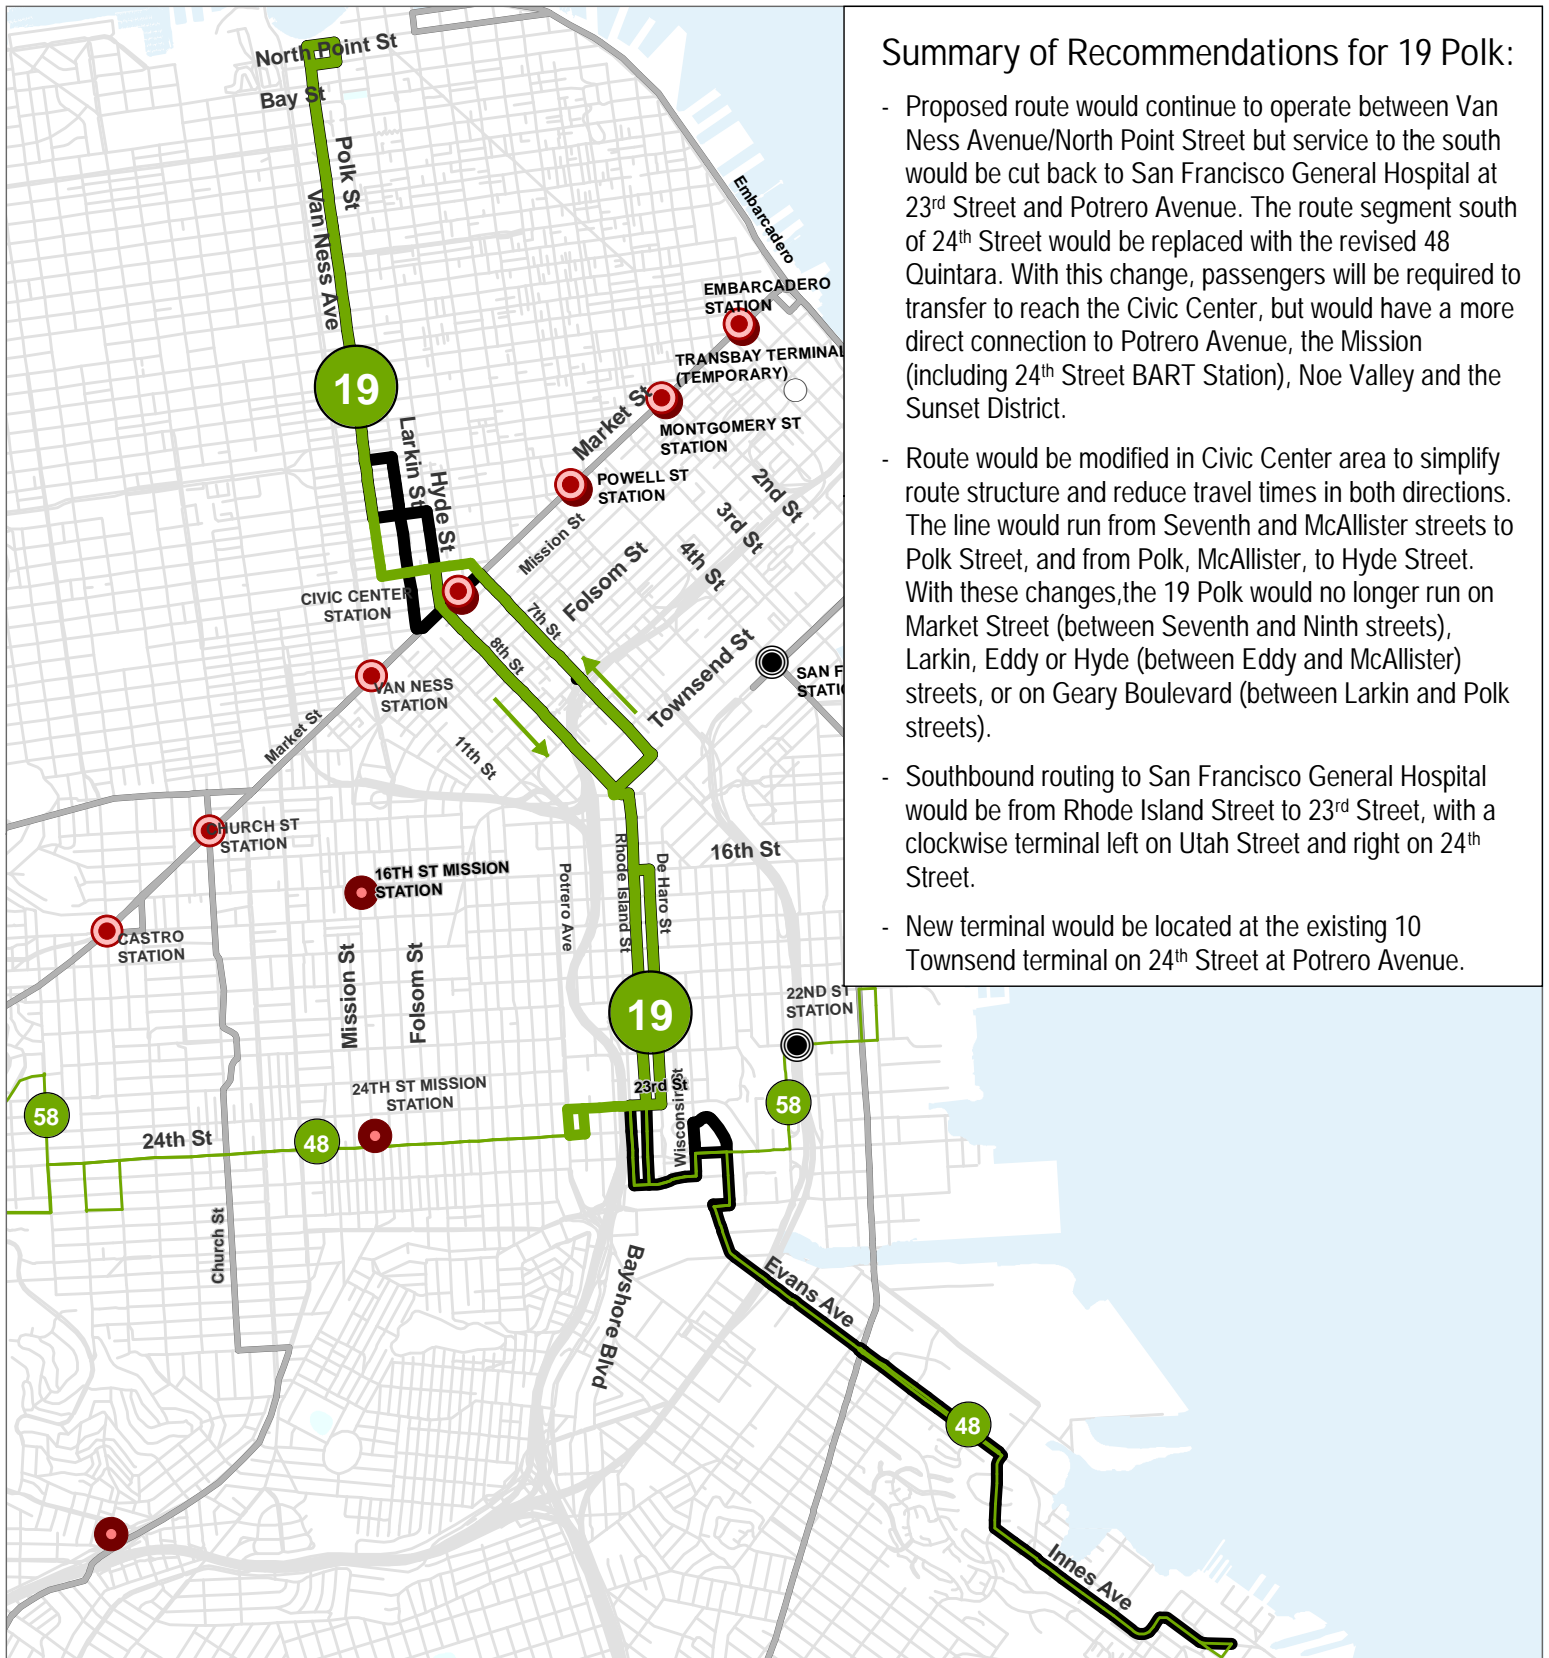 Summary of Recommendations for 19 Polk:
- Proposed route would continue to operate between Van
Ness Avenue/North Point Street but service to the south
would be cut back to San Francisco General Hospital at
23rd Street and Potrero Avenue. The route segment south
of 24th Street would be replaced with the revised 48
Quintara. With this change, passengers will be required to
transfer to reach the Civic Center, but would have a more
direct connection to Potrero Avenue, the Mission
(including 24th Street BART Station), Noe Valley and the
Sunset District.
- Route would be modified in Civic Center area to simplify
route structure and reduce travel times in both directions.
The line would run from Seventh and McAllister streets to
Polk Street, and from Polk, McAllister, to Hyde Street.
With these changes,the 19 Polk would no longer run on
Market Street (between Seventh and Ninth streets),
Larkin, Eddy or Hyde (between Eddy and McAllister)
streets, or on Geary Boulevard (between Larkin and Polk
streets).
- Southbound routing to San Francisco General Hospital
would be from Rhode Island Street to 23rd Street, with a
clockwise terminal left on Utah Street and right on 24th
Street.
- New terminal would be located at the existing 10
Townsend terminal on 24th Street at Potrero Avenue.
North Point St
Bay St
Polk St
Van Ness Ave
Embarcadero
EMBARCADERO
STATION
TRANSBAY TERMINAL
(TEMPORARY)
19
Market St
MONTGOMERY ST
STATION
Larkin St
Hyde St
POWELL ST
STATION
2nd St
3rd St
4th St
Mission St
Folsom St
CIVIC CENTER
STATION
7th St
8th St
Townsend St
SAN F
STATI
VAN NESS
STATION
Market St
11th St
CHURCH ST
STATION
16th St
Rhode Island St
De Haro St
Potrero Ave
16TH ST MISSION
STATION
CASTRO
STATION
Mission St
Folsom St
19
22ND ST
STATION
24TH ST MISSION
STATION
23rd St
58
58
24th St
48
Wisconsin St
Church St
Bayshore Blvd
Evans Ave
48
Innes Ave